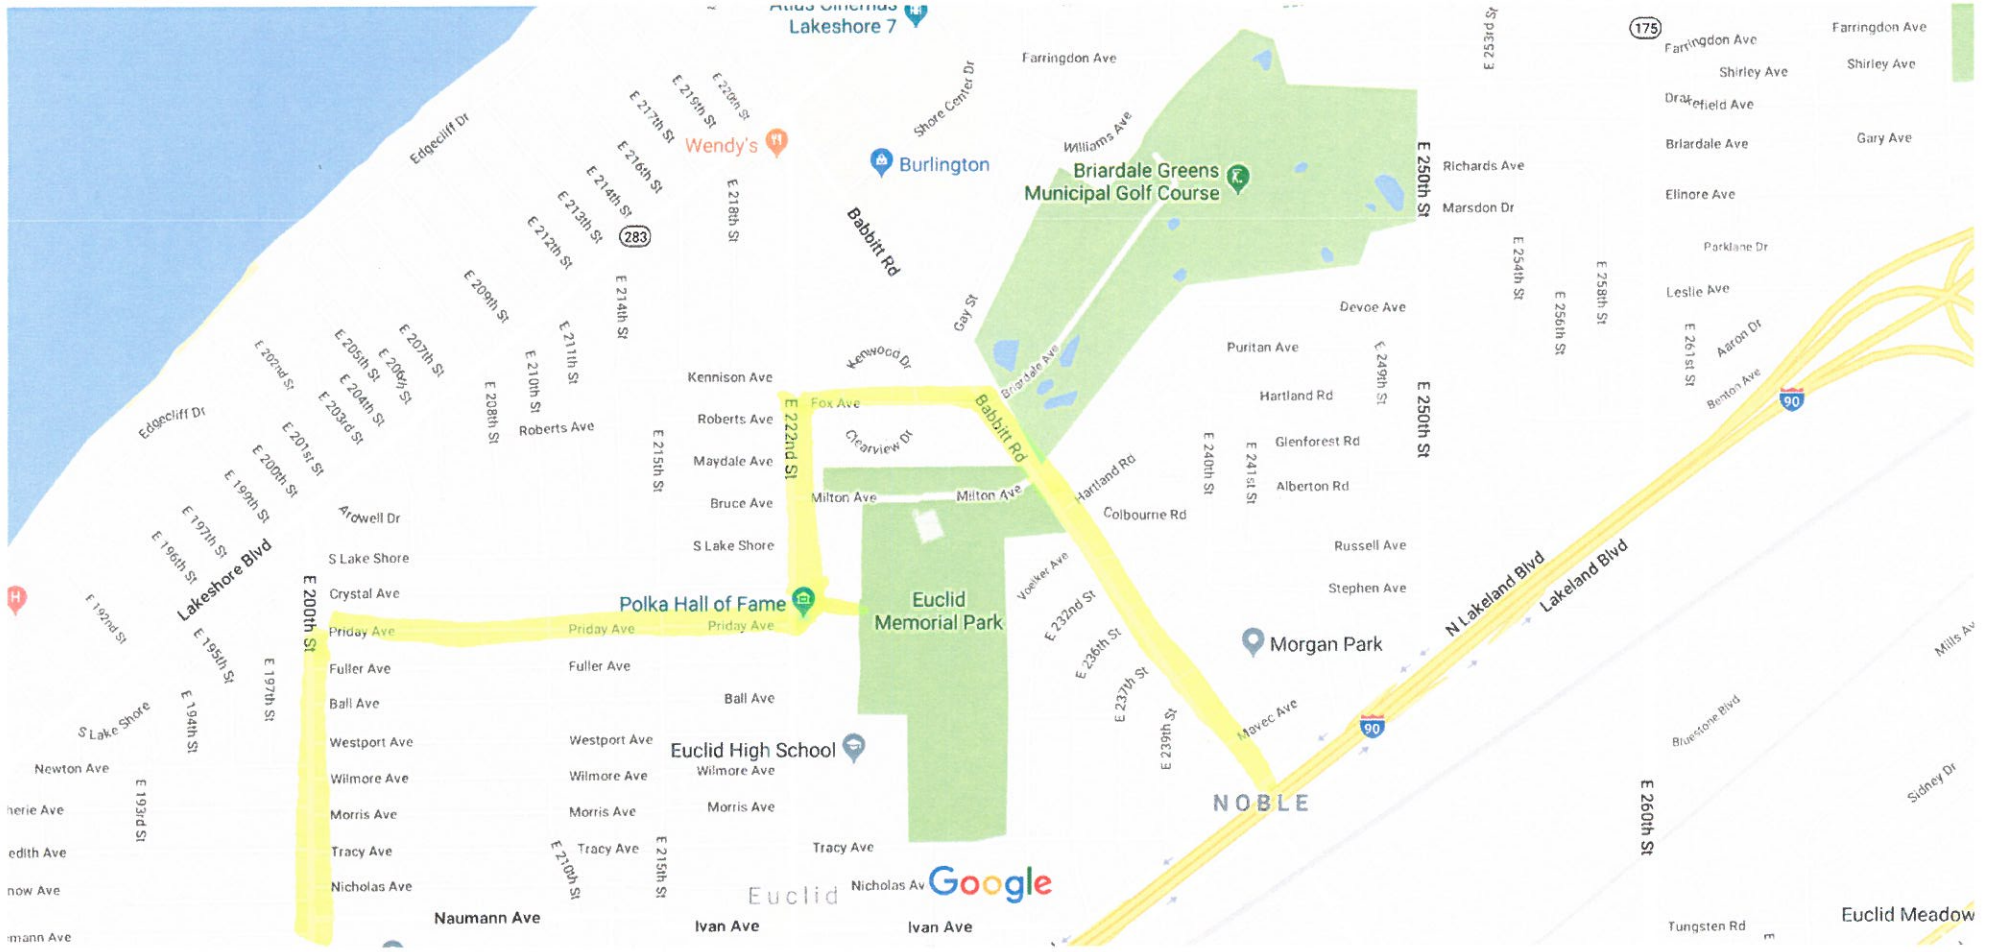 Atlas Cinemas
Lakeshore 7
E 253rd St
175
Farringdon Ave
Farringdon Ave
Farringdon Ave
Shirley Ave
Shirley Ave
Edgecliff Dr
E 220th St
E 219th St
E 217th St
Shore Center Dr
Drakefield Ave
Wendy's
Williams Ave
Briardale Ave
Gary Ave
E 216th St
Burlington
Briardale Greens
Municipal Golf Course
E 250th St
Richards Ave
E 214th St
E 218th St
Elinore Ave
E 213th St
Marsdon Dr
E 212th St
283
Babbitt Rd
Parklane Dr
E 254th St
E 209th St
E 214th St
Gay St
Devoe Ave
E 256th St
E 258th St
Leslie Ave
E 202nd St
E 205th St
E 207th St
E 206th St
E 211th St
Kenwood Dr
Puritan Ave
E 249th St
E 261st St
Aaron Dr
E 204th St
E 210th St
Kennison Ave
Briardale Ave
Hartland Rd
Benton Ave
90
Edgecliff Dr
E 203rd St
E 208th St
Roberts Ave
Roberts Ave
E 222nd St
Fox Ave
Babbitt Rd
E 250th St
E 201st St
Clearview Dr
Glenforest Rd
E 200th St
E 215th St
Maydale Ave
E 240th St
E 241st St
E 199th St
Milton Ave
Milton Ave
Hartland Rd
Alberton Rd
E 197th St
Ardwell Dr
Bruce Ave
Colbourne Rd
E 196th St
S Lake Shore
S Lake Shore
Russell Ave
N Lakeland Blvd
Lakeland Blvd
Lakeshore Blvd
E 200th St
Crystal Ave
Voelker Ave
Stephen Ave
H
E 192nd St
Polka Hall of Fame
Euclid
Memorial Park
E 232nd St
Priday Ave
Priday Ave
Priday Ave
E 195th St
Morgan Park
E 236th St
Mills Av
E 197th St
Fuller Ave
Fuller Ave
E 237th St
S Lake Shore
E 194th St
Ball Ave
Ball Ave
E 239th St
Mavec Ave
90
Bluestone Blvd
Westport Ave
Westport Ave
Euclid High School
Newton Ave
Wilmore Ave
Wilmore Ave
Wilmore Ave
Sidney Dr
E 193rd St
NOBLE
herie Ave
Morris Ave
Morris Ave
Morris Ave
E 260th St
edith Ave
Tracy Ave
E 210th St
Tracy Ave
E 215th St
Tracy Ave
now Ave
Nicholas Ave
Euclid
Nicholas Av
Google
Naumann Ave
Ivan Ave
Ivan Ave
Tungsten Rd
Euclid Meadow
mann Ave